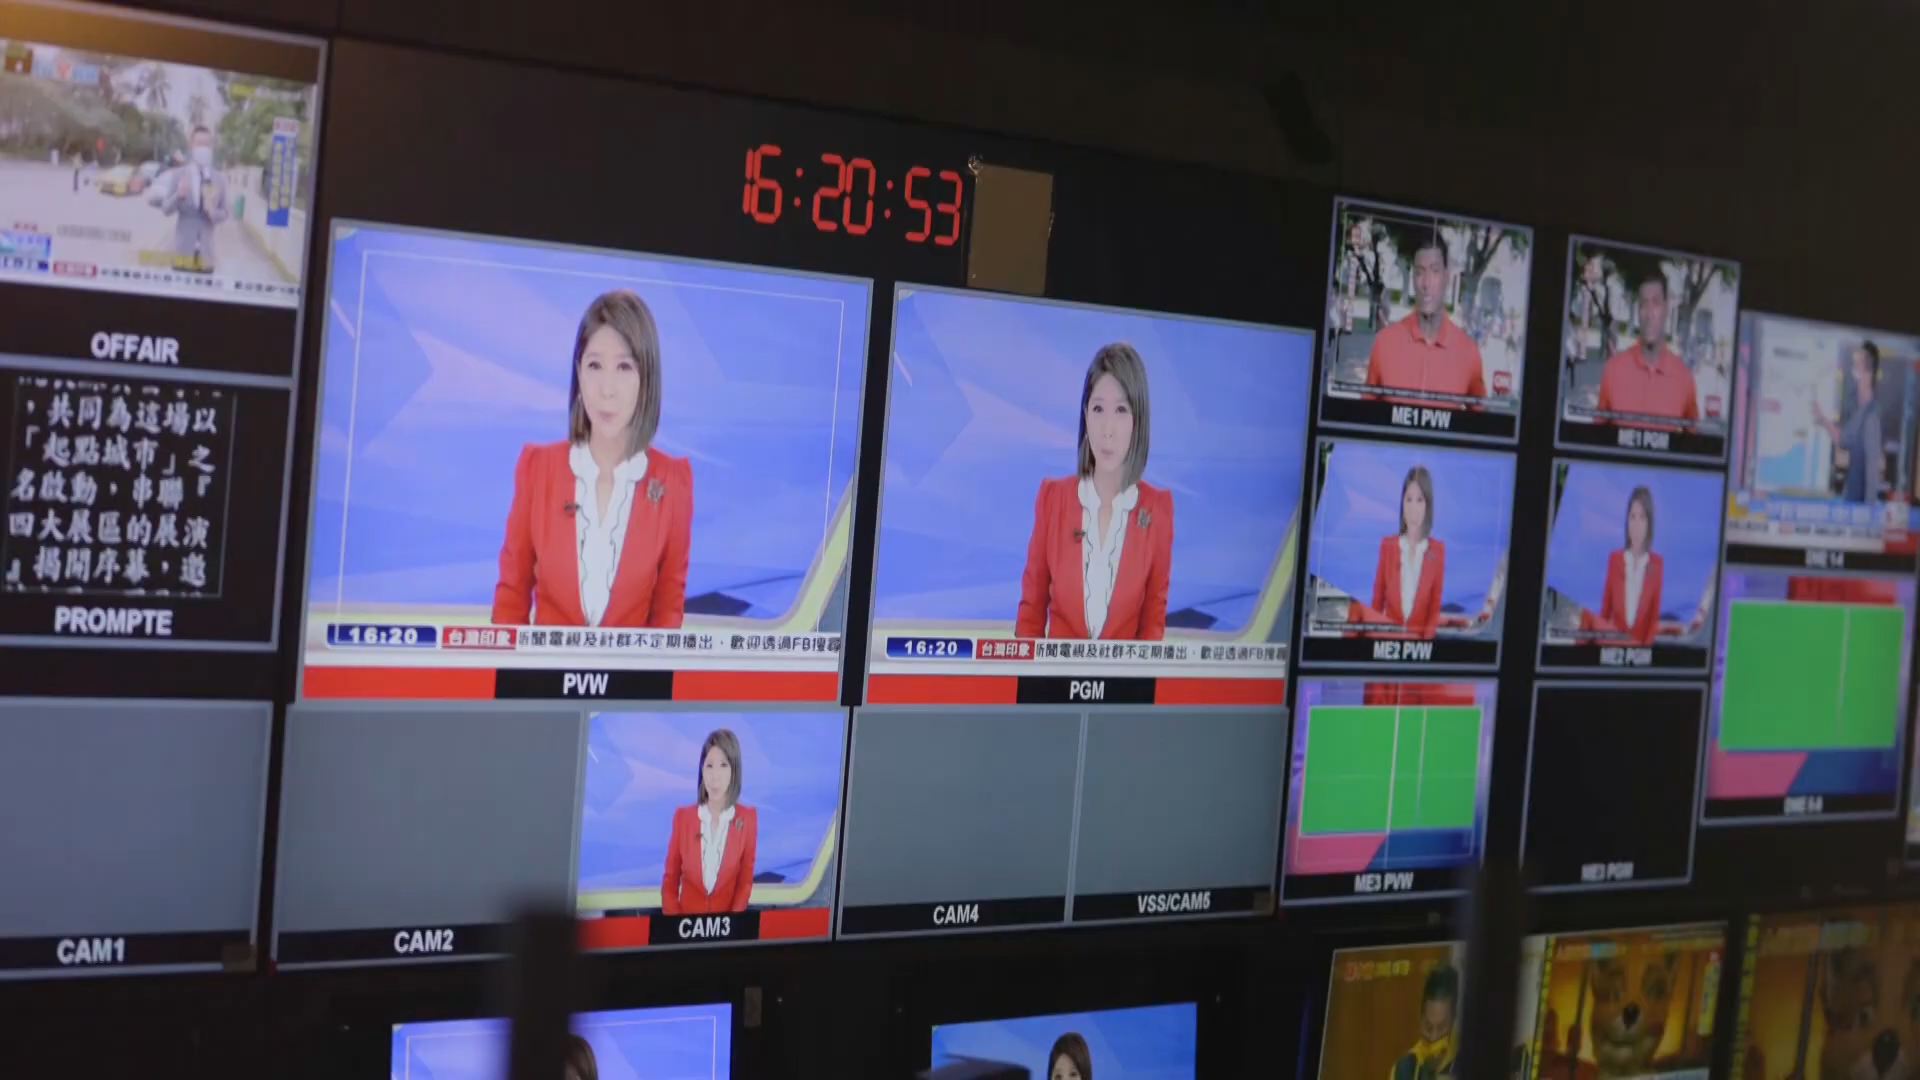 16:20:53
OFFAIR
，共同為這場以
「起點城市」之
名啟動，串聯『
四大展區的展演
』揭開序幕，邀
PROMPTE
16:20 台灣印象 新聞電視及社群不定期播出，歡迎透過FB搜尋
PVW
16:20 台灣印象 新聞電視及社群不定期播出，歡迎透過FB搜尋
PGM
ME1 PVW
ME1 PGM
ME2 PVW
ME2 PGM
ME3 PVW
ME3 PGM
CAM1
CAM2
CAM3
CAM4
VSS/CAM5
CNN